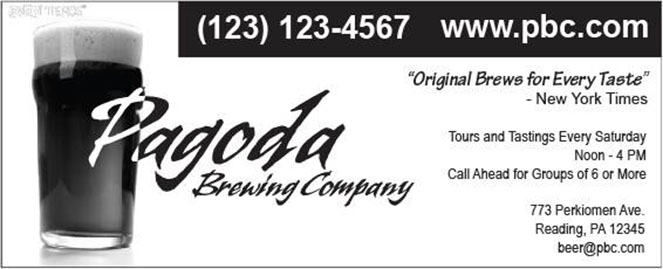 (123) 123-4567 www.pbc.com
"Original Brews for Every Taste"
- New York Times
Pagoda
Brewing Company
Tours and Tastings Every Saturday
Noon - 4 PM
Call Ahead for Groups of 6 or More
773 Perkiomen Ave.
Reading, PA 12345
beer@pbc.com